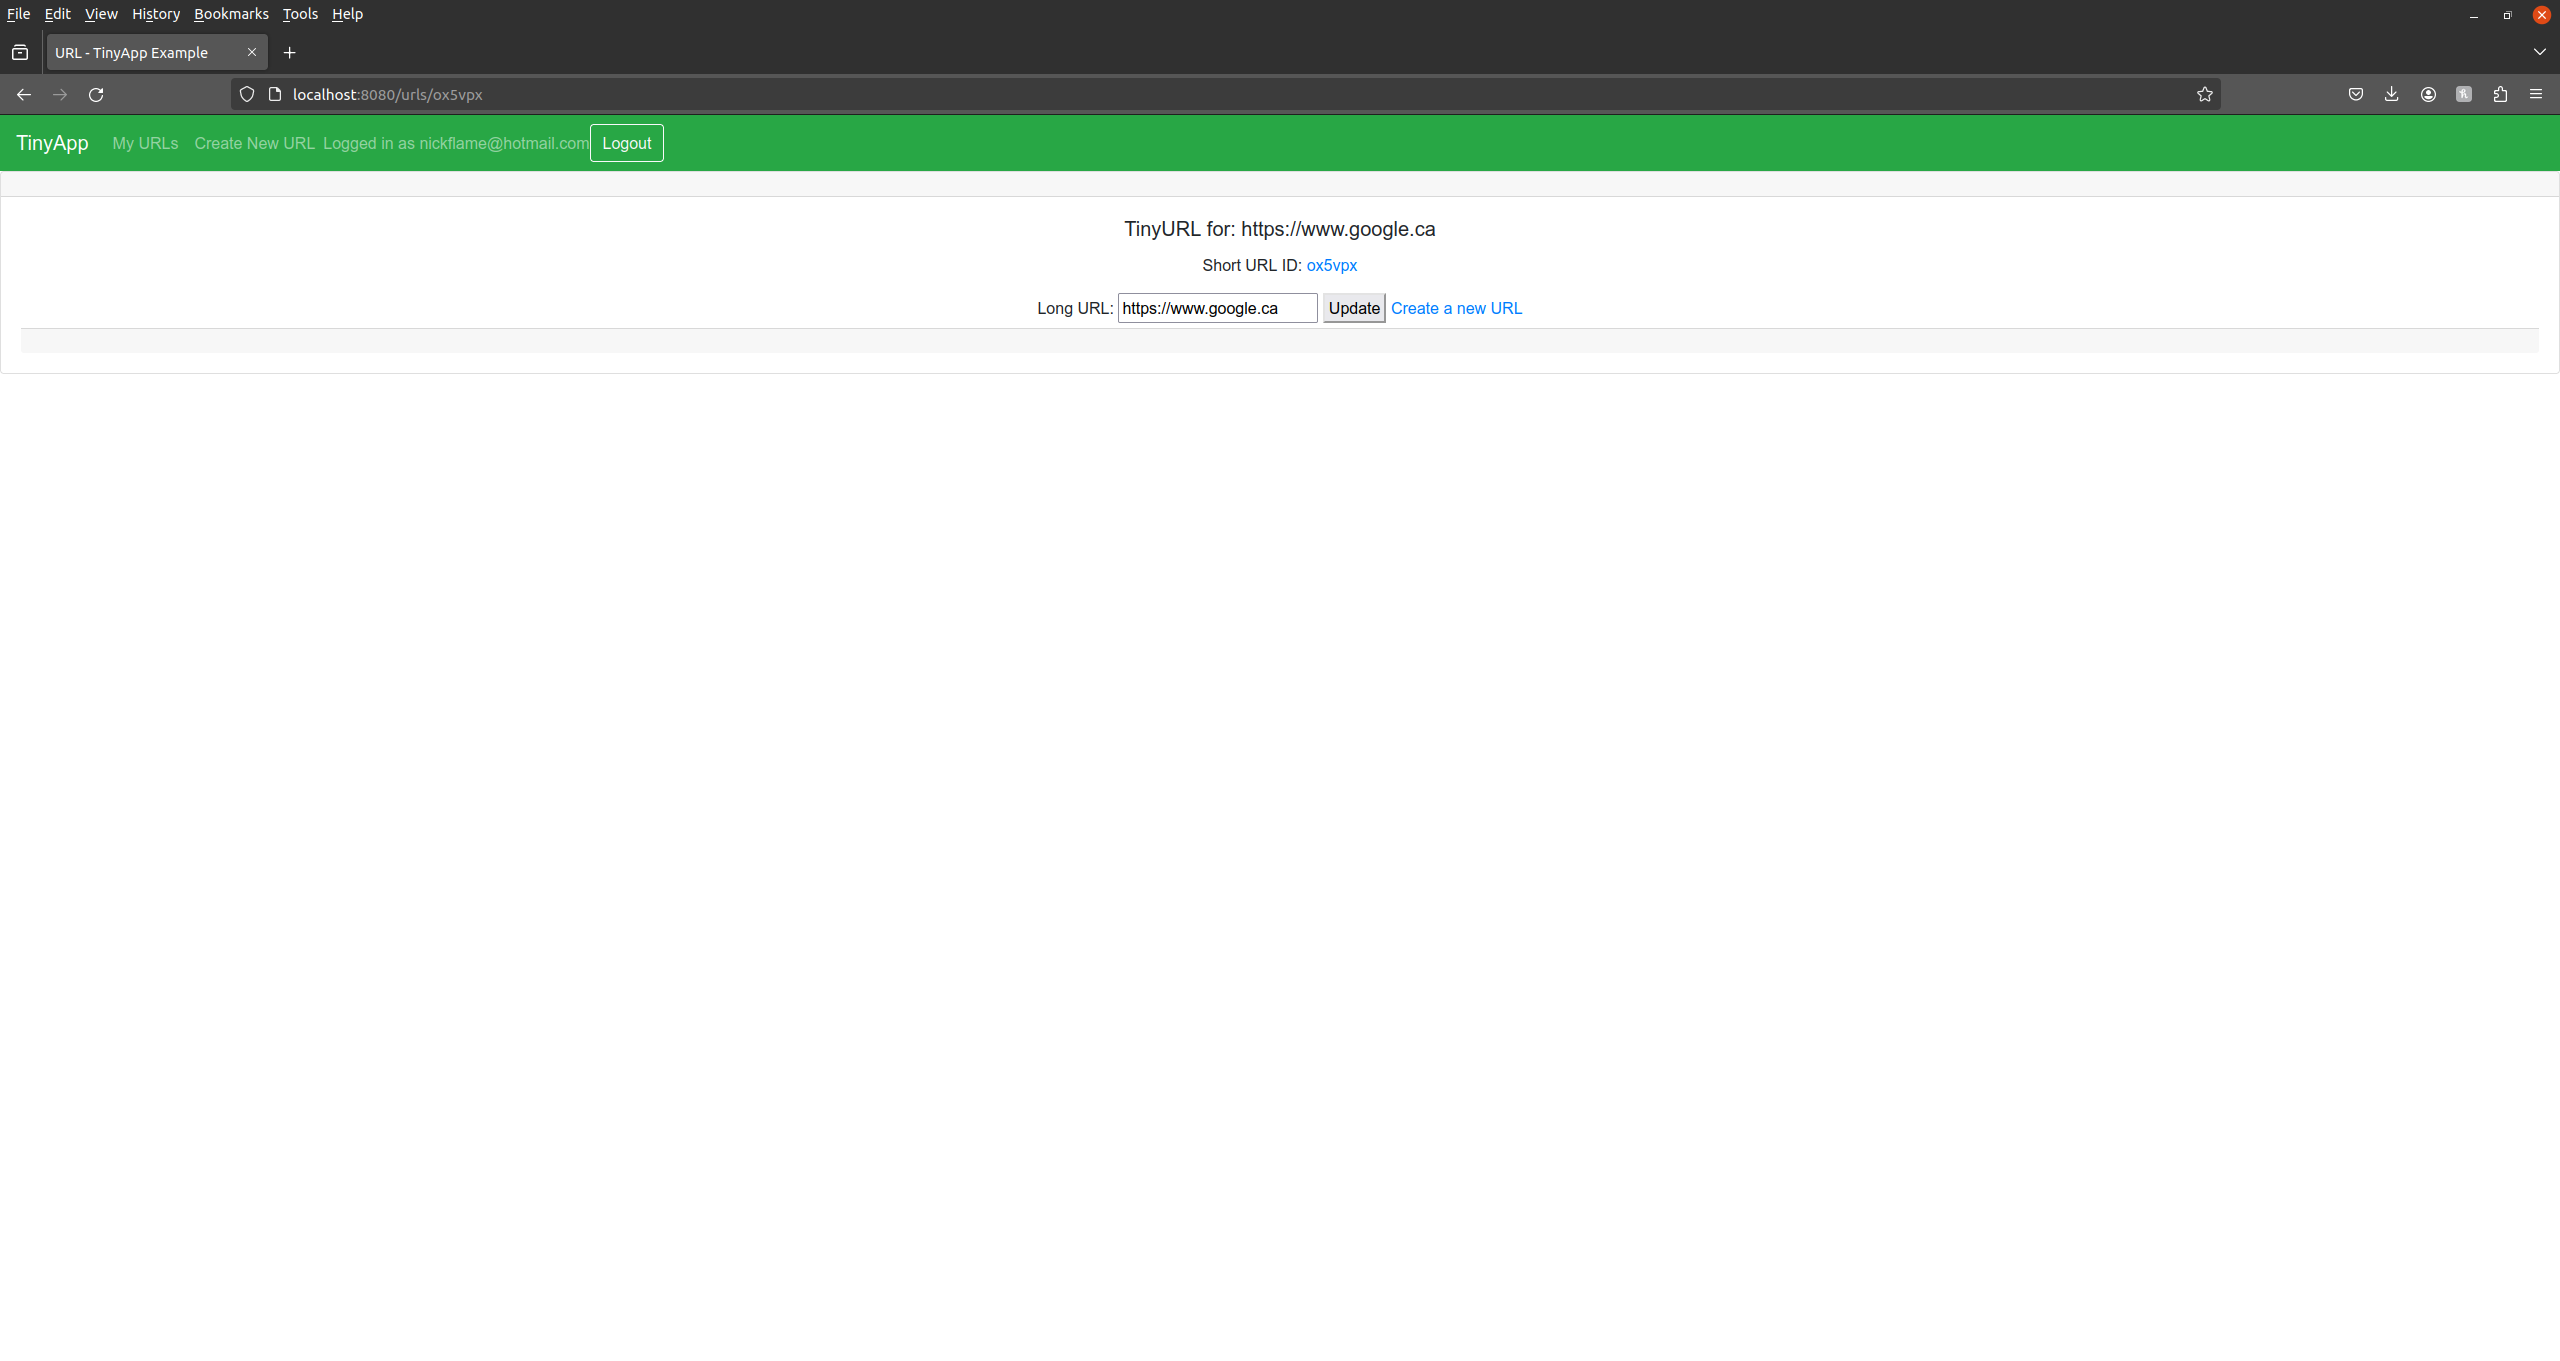 File Edit View History Bookmarks Tools Help
URL - TinyApp Example
localhost:8080/urls/ox5vpx
TinyApp My URLs Create New URL Logged in as nickflame@hotmail.com Logout
TinyURL for: https://www.google.ca
Short URL ID: ox5vpx
Long URL: https://www.google.ca Update Create a new URL